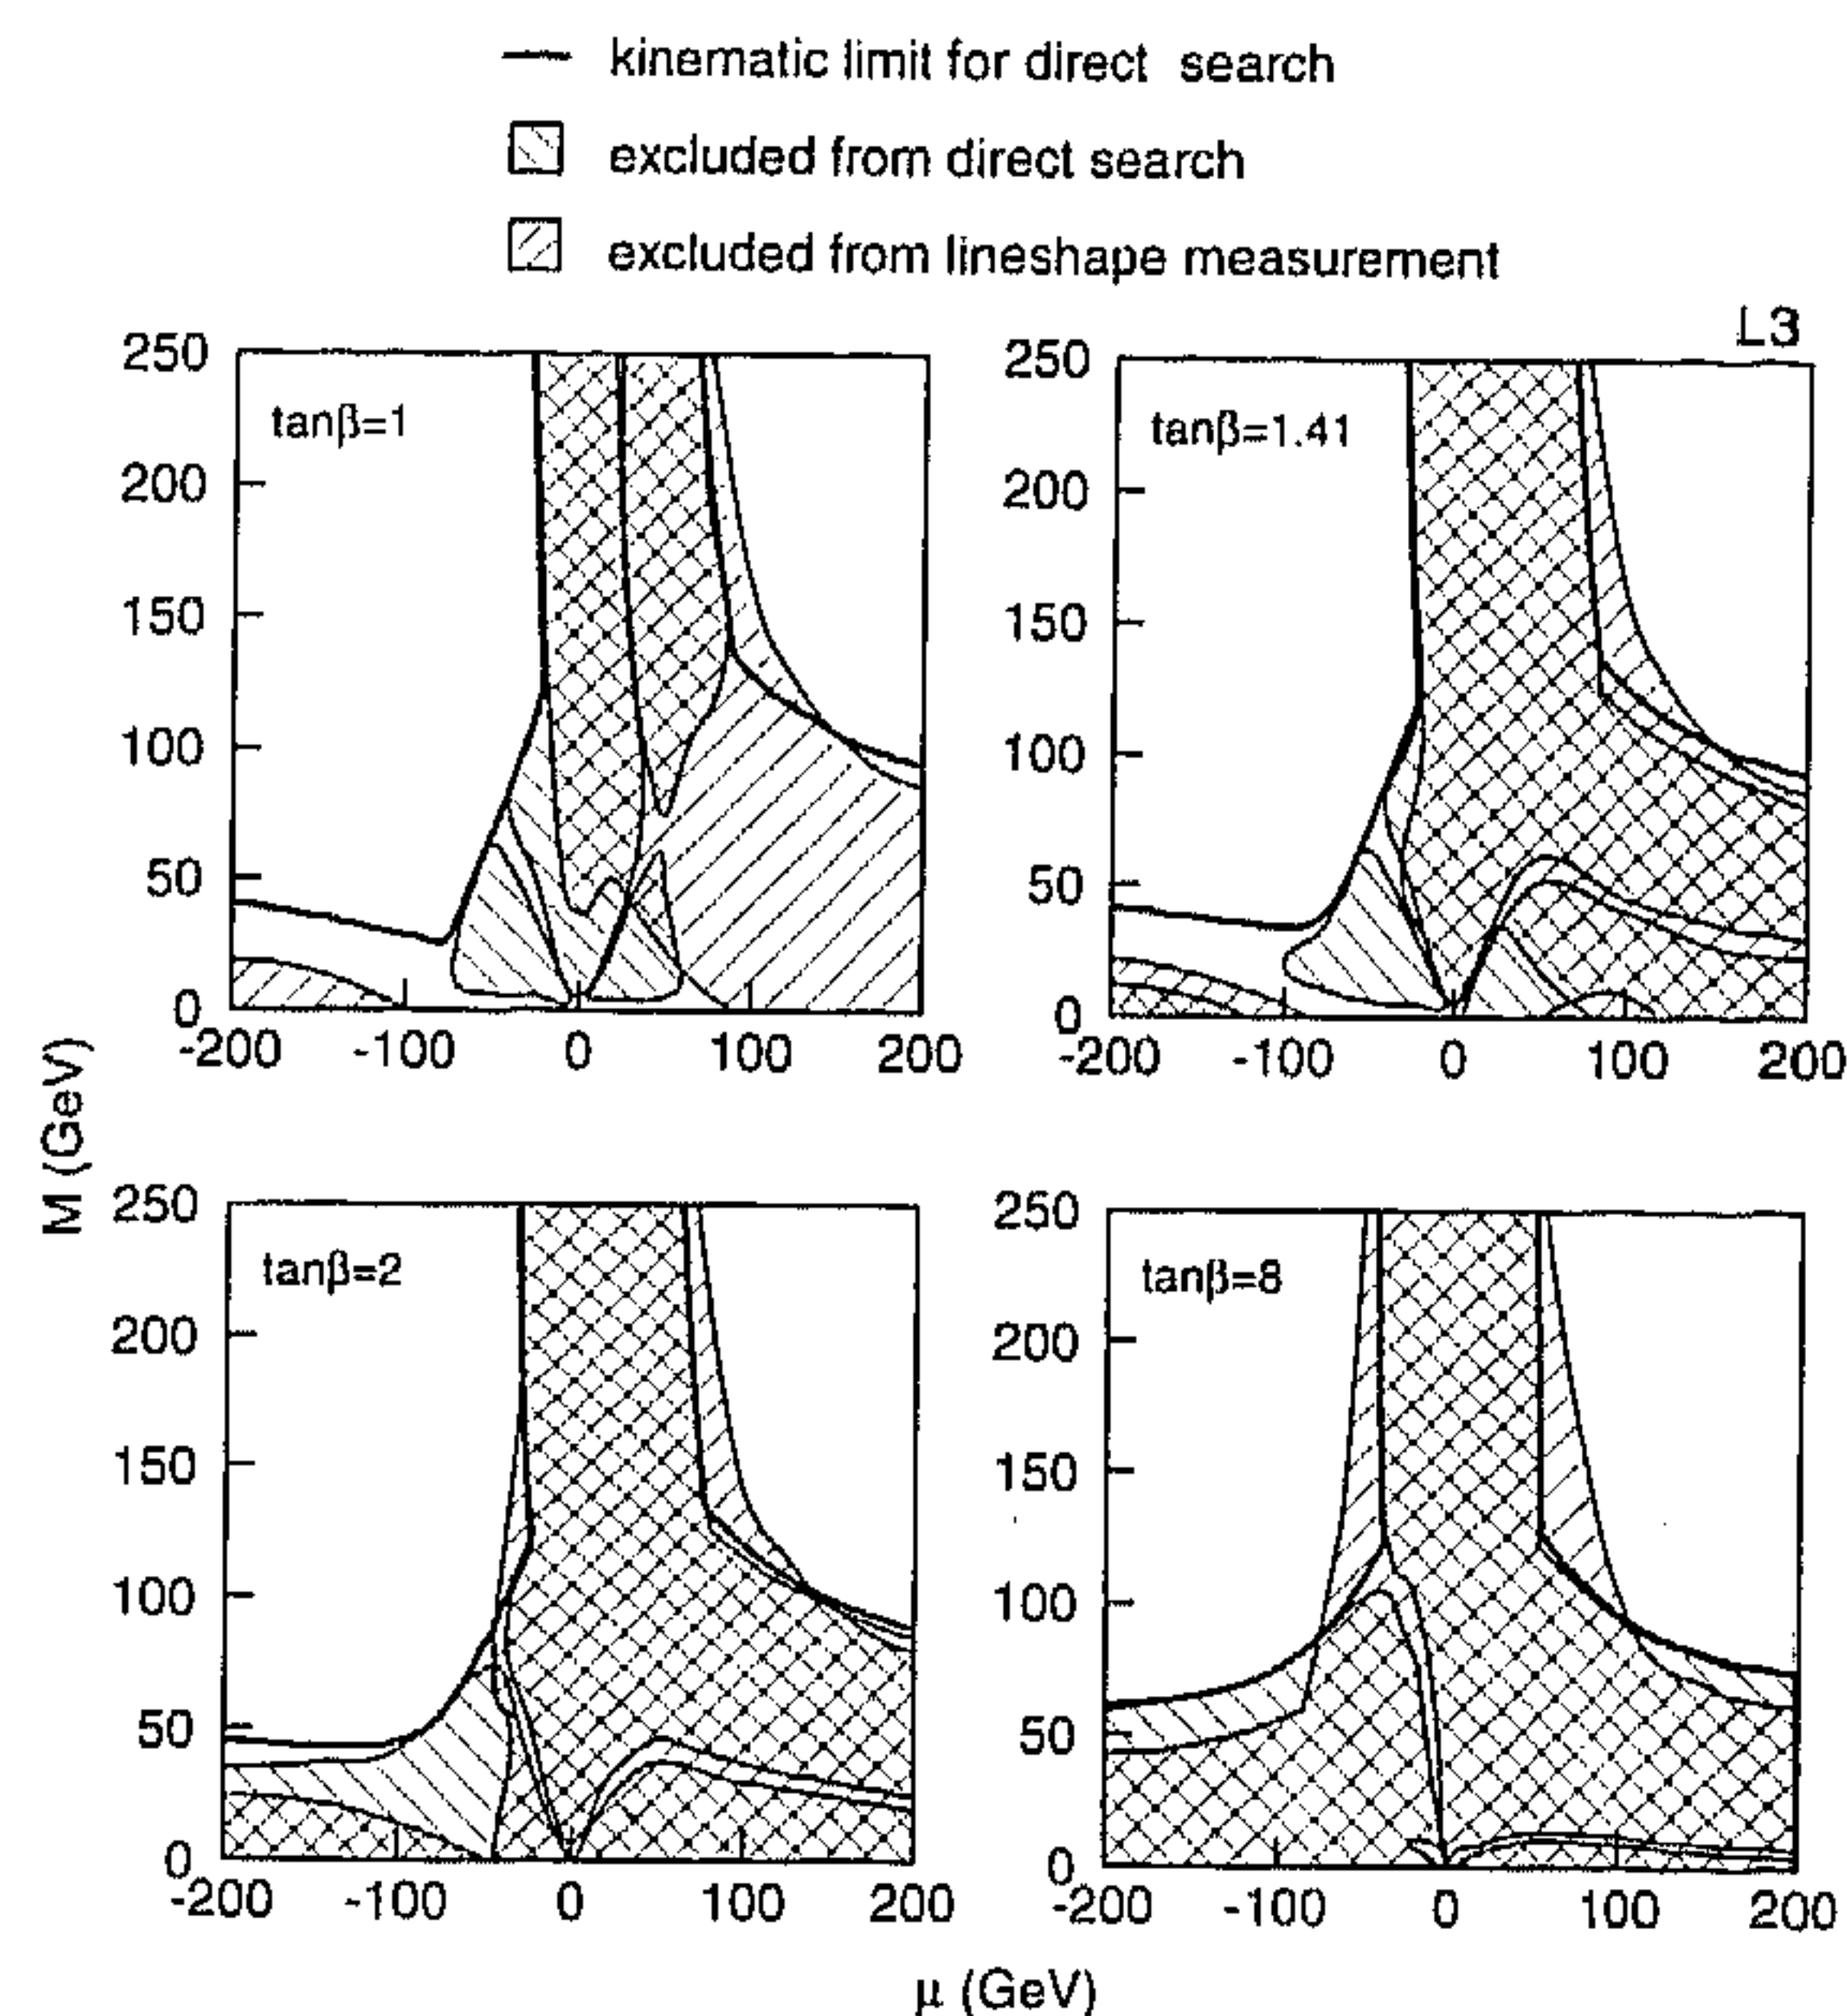 kinematic limit for direct search
excluded from direct search
excluded from lineshape measurement
L3
250
200
150
100
50
0
tanβ=1
-200 -100 0 100 200
250
200
150
100
50
0
tanβ=1.41
-200 -100 0 100 200
M (GeV)
250
200
150
100
50
0
tanβ=2
-200 -100 0 100 200
250
200
150
100
50
0
tanβ=8
-200 -100 0 100 200
μ (GeV)